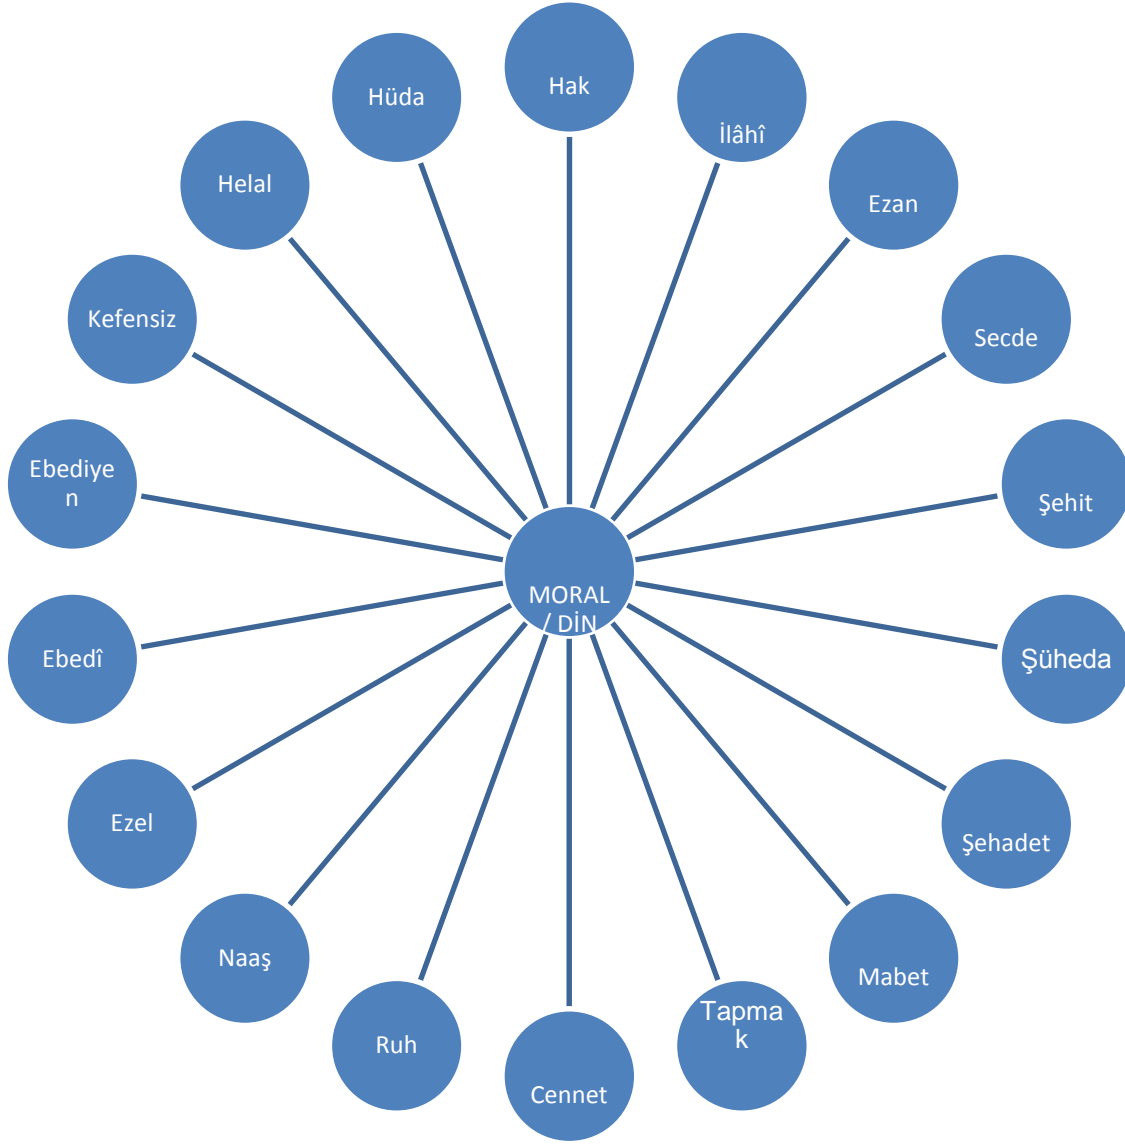 Hak
İlâhî
Ezan
Secde
Şehit
Şüheda
Şehadet
Mabet
Tapma
k
Cennet
Ruh
Naaş
Ezel
Ebedî
Ebediye
n
Kefensiz
Helal
Hüda
MORAL
/ DİN